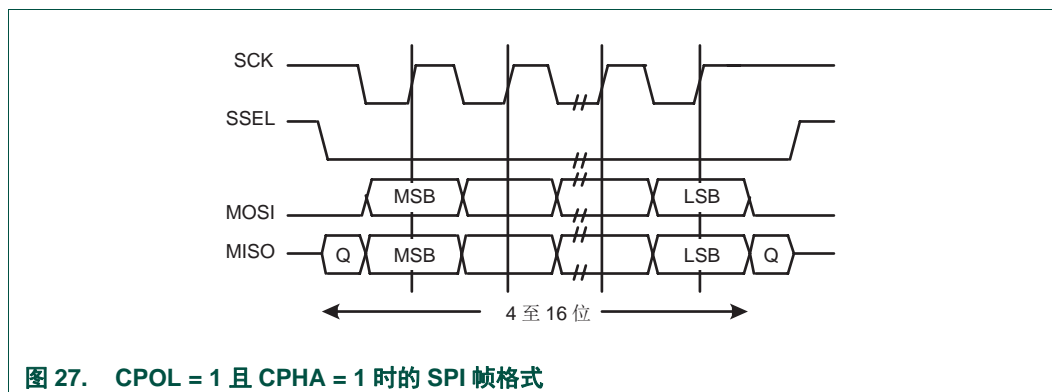 SCK
SSEL
MOSI
MSB
LSB
MISO
Q
MSB
LSB
Q
4 至 16 位
图 27. CPOL = 1 且 CPHA = 1 时的 SPI 帧格式